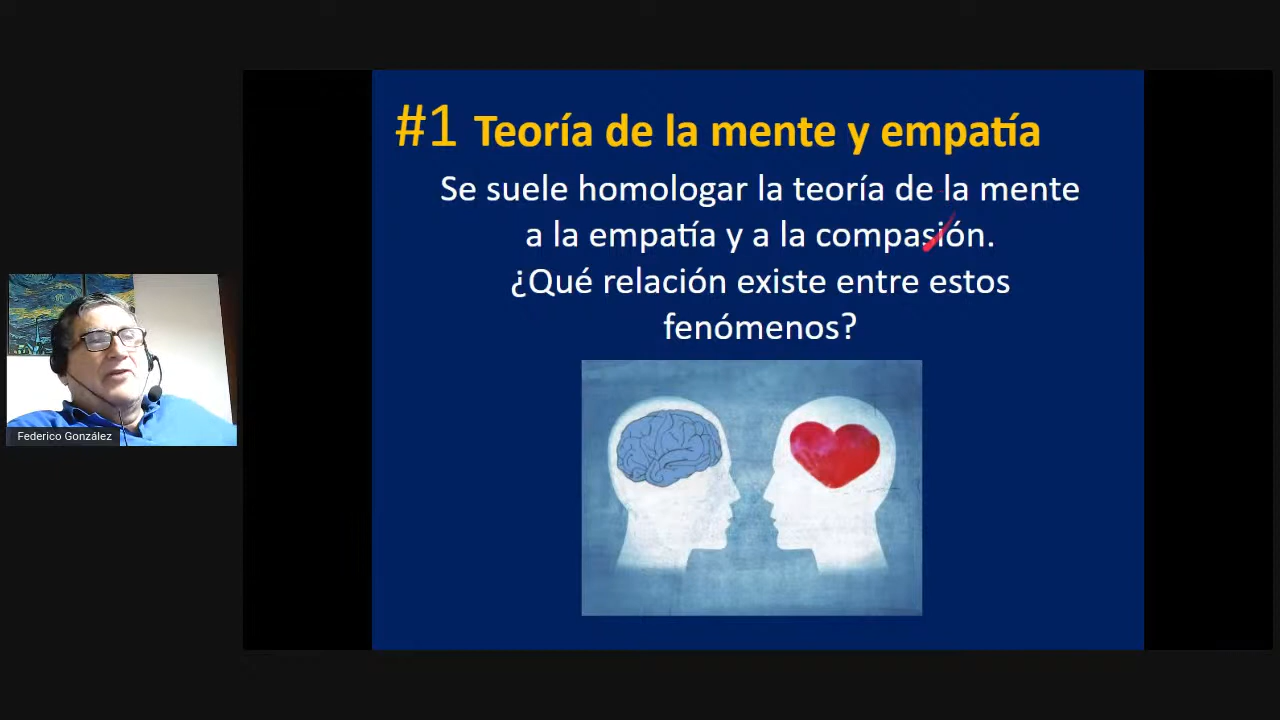 #1 Teoría de la mente y empatía
Se suele homologar la teoría de la mente
a la empatía y a la compasión.
¿Qué relación existe entre estos
fenómenos?
Federico González